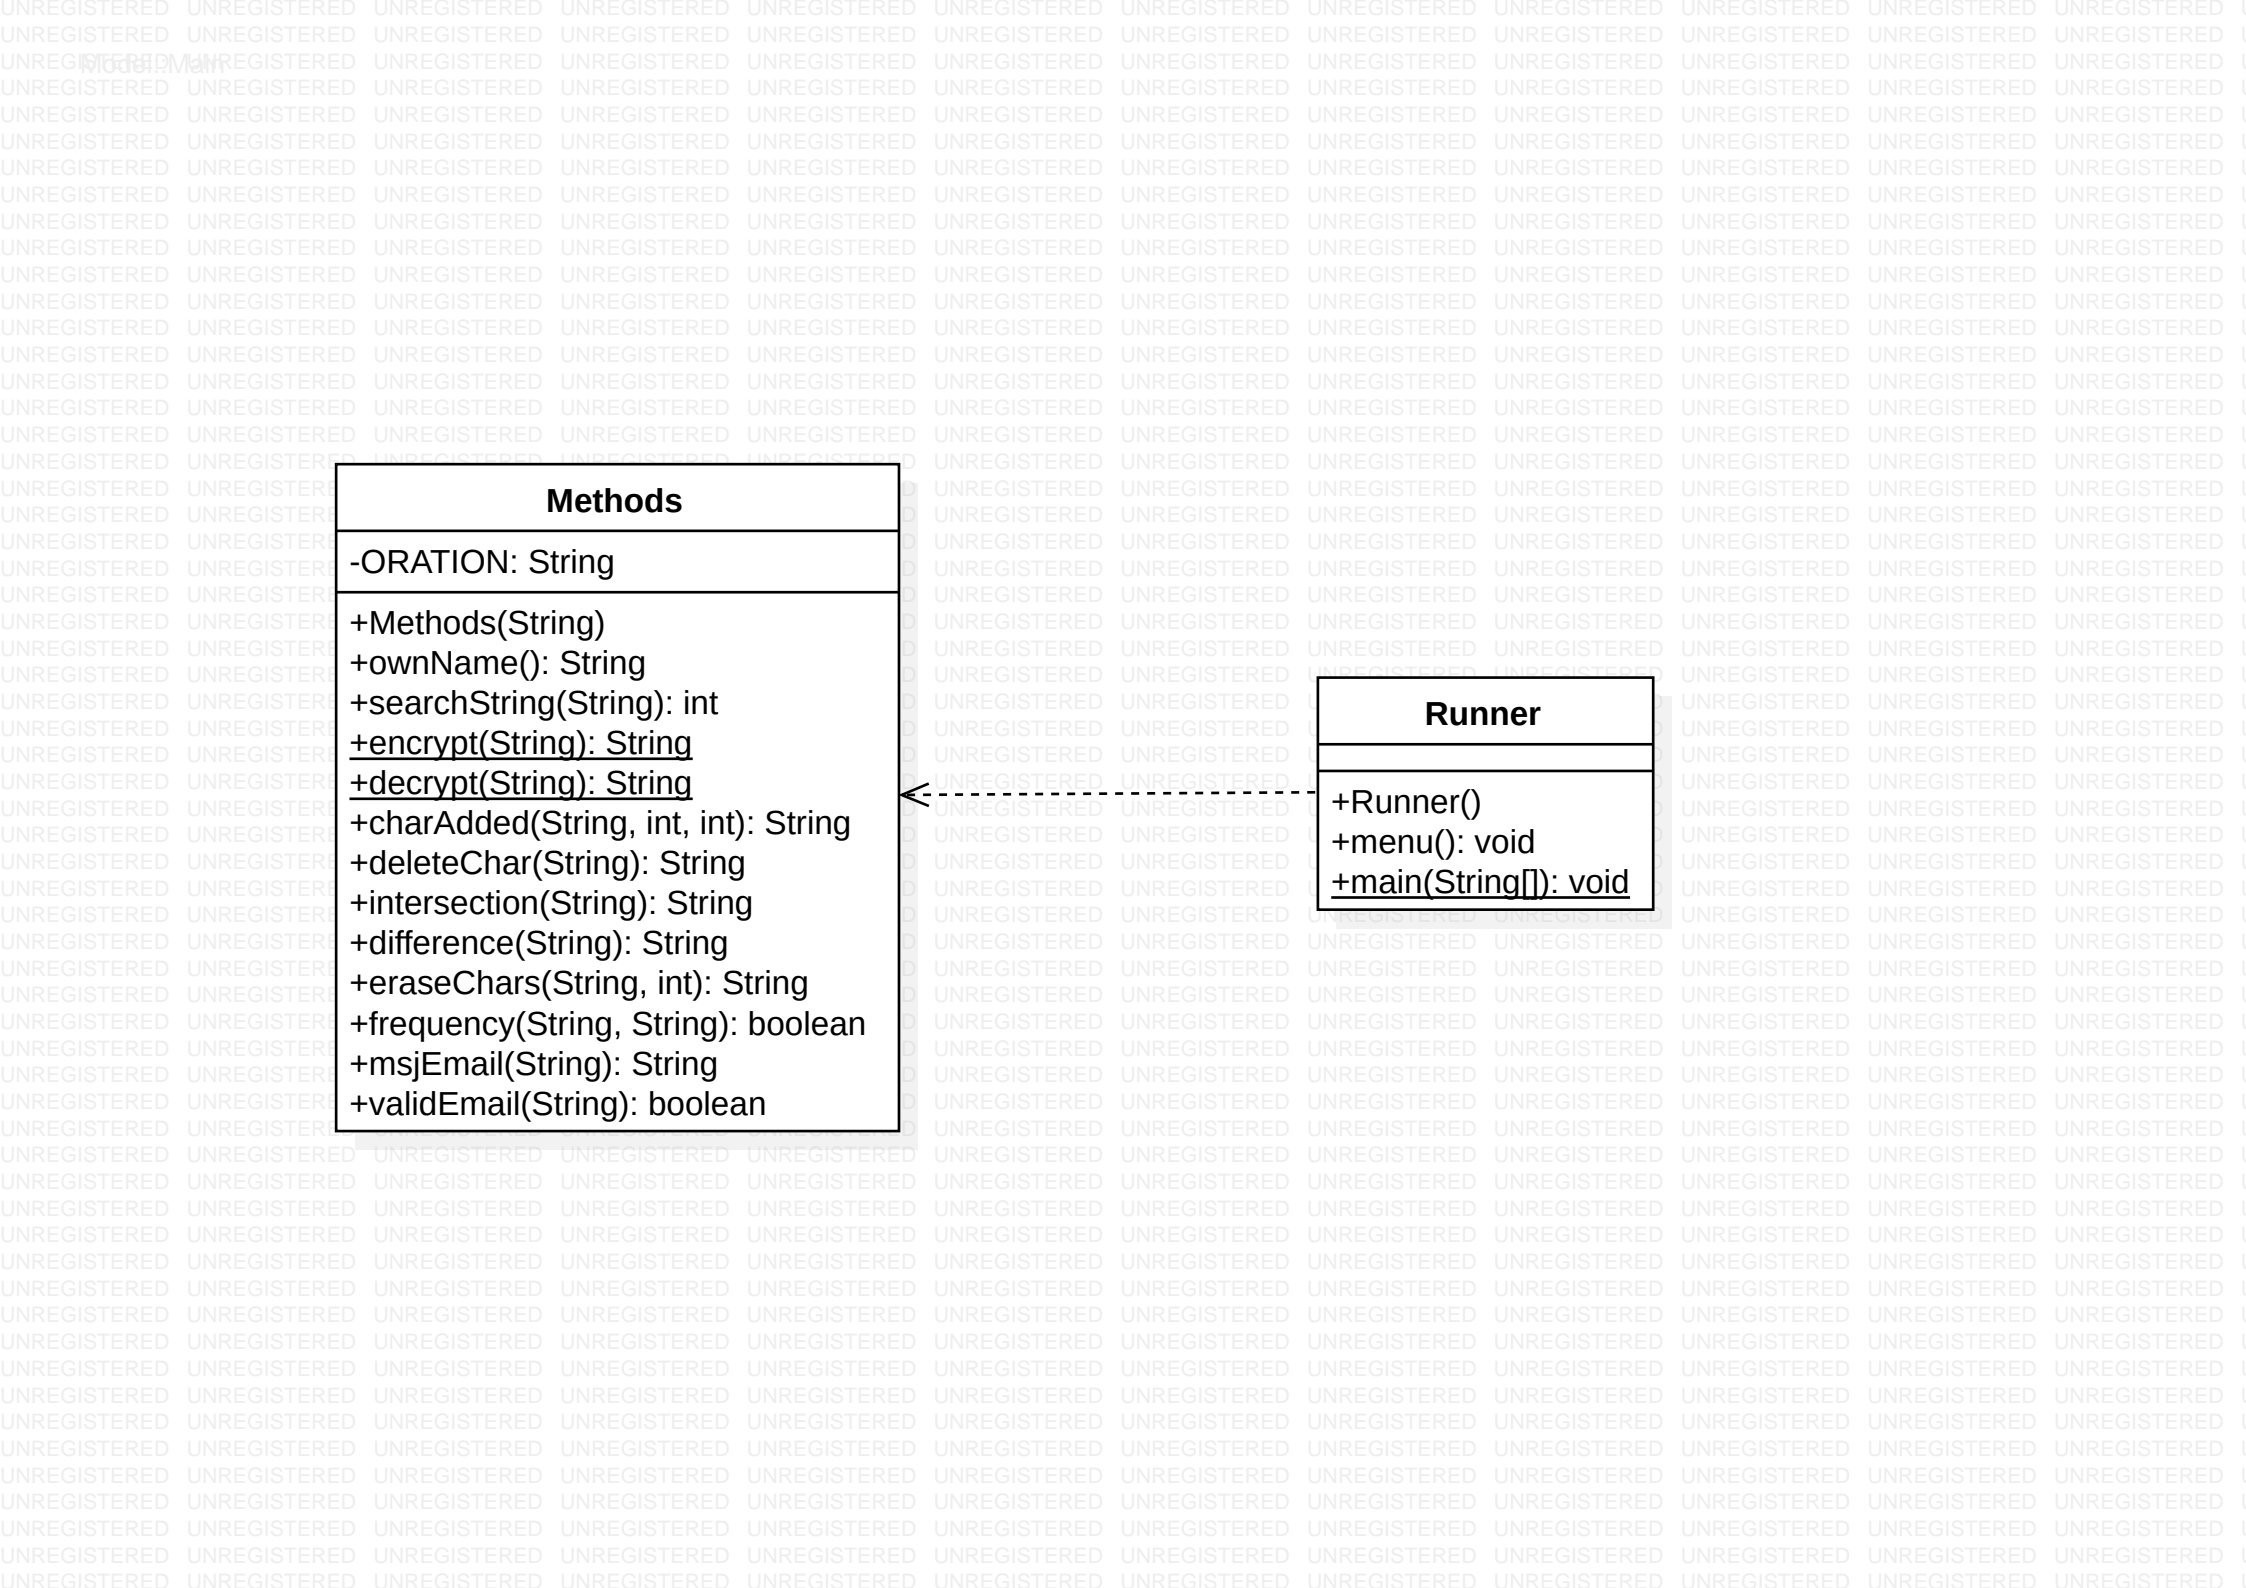 Model::Main
Methods
-ORATION: String
+Methods(String)
+ownName(): String
+searchString(String): int
+encrypt(String): String
+decrypt(String): String
+charAdded(String, int, int): String
+deleteChar(String): String
+intersection(String): String
+difference(String): String
+eraseChars(String, int): String
+frequency(String, String): boolean
+msjEmail(String): String
+validEmail(String): boolean
Runner
+Runner()
+menu(): void
+main(String[]): void
UNREGISTERED